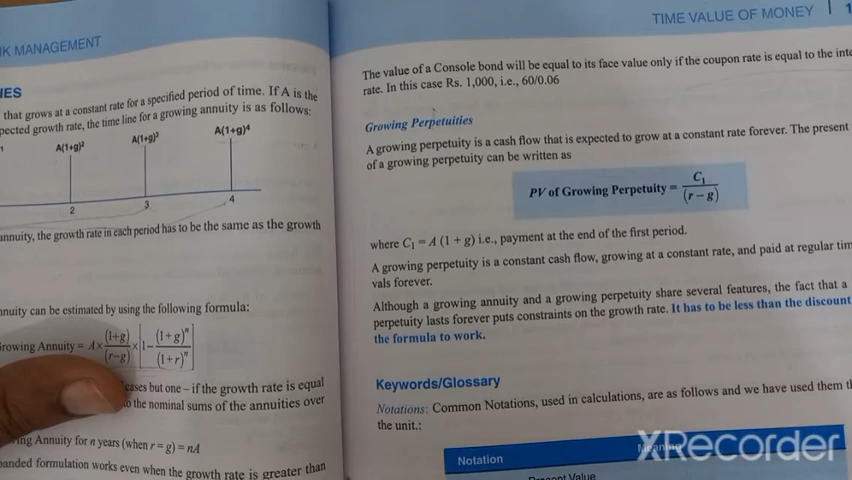 K MANAGEMENT
IES
that grows at a constant rate for a specified period of time. If A is the
pected growth rate, the time line for a growing annuity is as follows:
A(1+g)² A(1+g)³ A(1+g)⁴
2 3 4
annuity, the growth rate in each period has to be the same as the growth
nnuity can be estimated by using the following formula:
rowing Annuity = A× (1+g)/(r-g) × [1 − (1+g)ⁿ/(1+r)ⁿ]
cases but one – if the growth rate is equal
to the nominal sums of the annuities over
ing Annuity for n years (when r = g) = nA
panded formulation works even when the growth rate is greater than
TIME VALUE OF MONEY | 1
The value of a Console bond will be equal to its face value only if the coupon rate is equal to the inte
rate. In this case Rs. 1,000, i.e., 60/0.06
Growing Perpetuities
A growing perpetuity is a cash flow that is expected to grow at a constant rate forever. The present
of a growing perpetuity can be written as
PV of Growing Perpetuity = C₁/(r − g)
where C₁ = A (1 + g) i.e., payment at the end of the first period.
A growing perpetuity is a constant cash flow, growing at a constant rate, and paid at regular tim
vals forever.
Although a growing annuity and a growing perpetuity share several features, the fact that a
perpetuity lasts forever puts constraints on the growth rate. It has to be less than the discount
the formula to work.
Keywords/Glossary
Notations: Common Notations, used in calculations, are as follows and we have used them th
the unit.:
Notation Meaning
Present Value
XRecorder